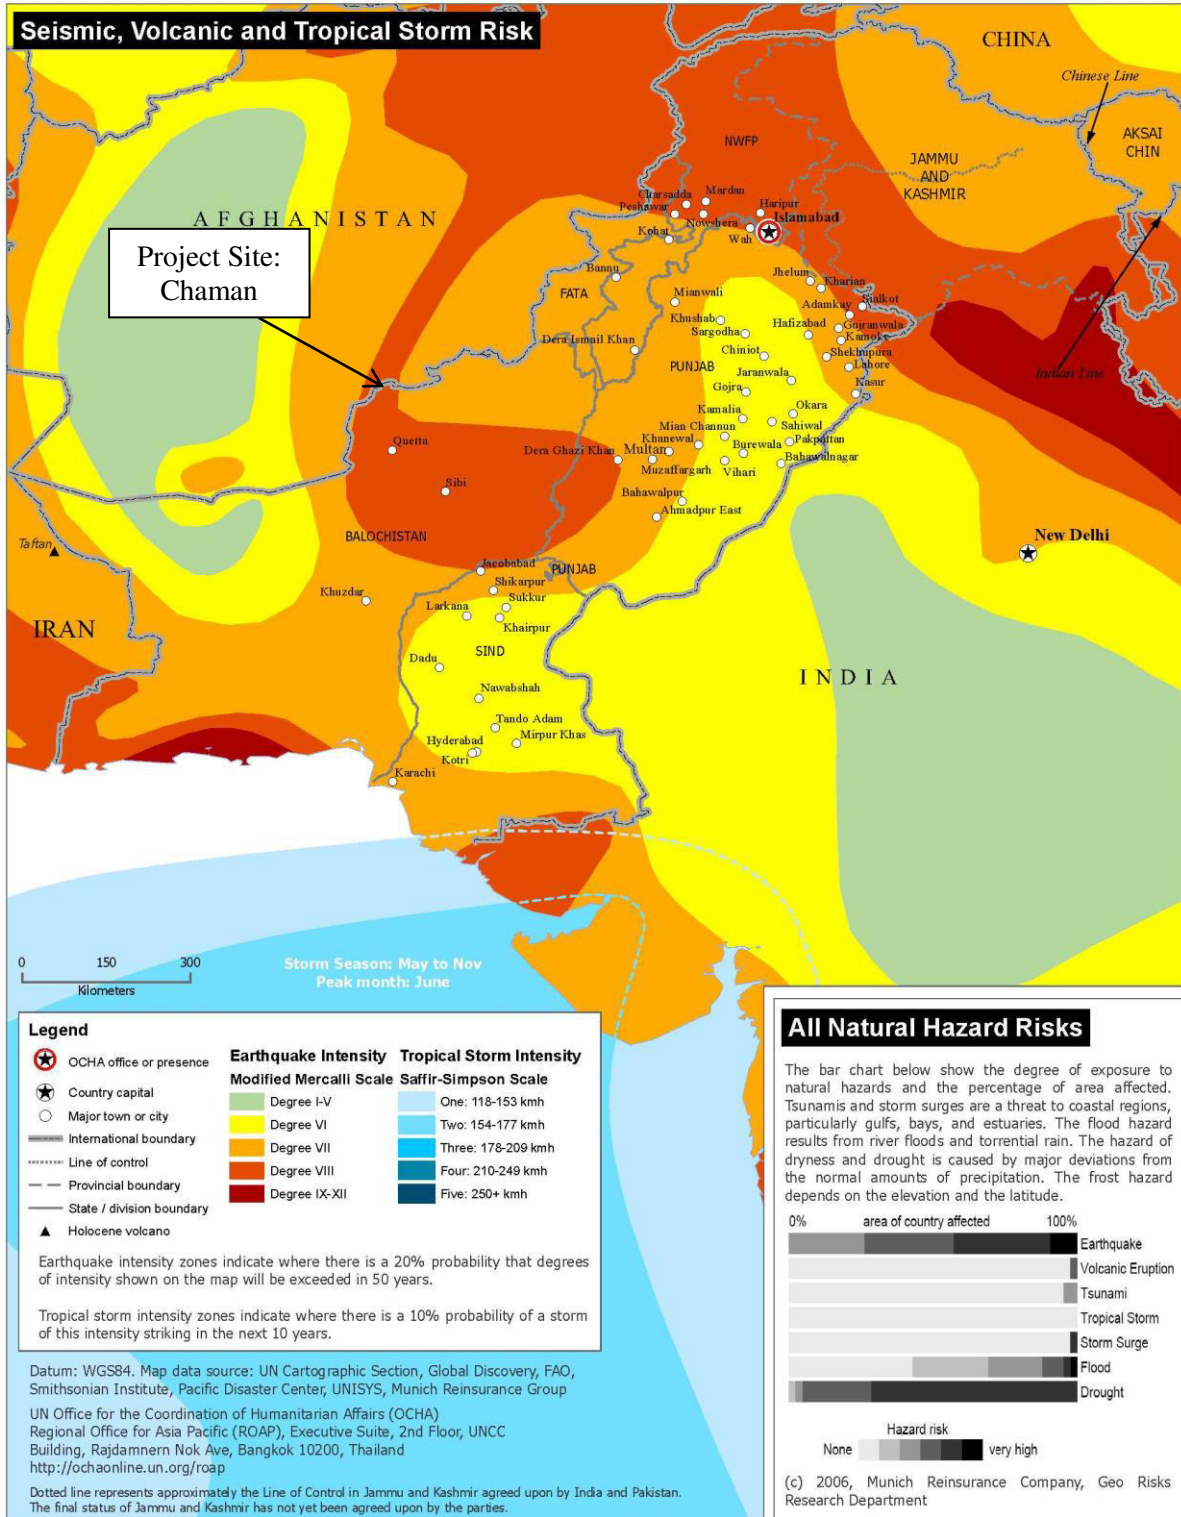 Seismic, Volcanic and Tropical Storm Risk
CHINA
Chinese Line
AKSAI
CHIN
NWFP
JAMMU
AND
KASHMIR
AFGHANISTAN
Project Site:
Chaman
Charsadda
Mardan
Peshawar
Nowshera
Haripur
Islamabad
Wah
Kohat
Bannu
FATA
Mianwali
Jhelum
Kharian
Adamkay
Sialkot
Khushab
Sargodha
Hafizabad
Gujranwala
Kamoke
Dera Ismail Khan
Chiniot
Shekhupura
PUNJAB
Jaranwala
Lahore
Indian Line
Gojra
Kasur
Kamalia
Okara
Mian Channun
Sahiwal
Quetta
Khanewal
Burewala
Pakpattan
Dera Ghazi Khan
Multan
Muzaffargarh
Vihari
Bahawalnagar
Sibi
Bahawalpur
Ahmadpur East
BALOCHISTAN
Taftan
New Delhi
Jacobabad
PUNJAB
Shikarpur
Khuzdar
Larkana
Sukkur
Khairpur
IRAN
SIND
Dadu
INDIA
Nawabshah
Tando Adam
Hyderabad
Mirpur Khas
Kotri
Karachi
0 150 300
Kilometers
Storm Season: May to Nov
Peak month: June
Legend
OCHA office or presence
Country capital
Major town or city
International boundary
Line of control
Provincial boundary
State / division boundary
Holocene volcano
Earthquake Intensity
Modified Mercalli Scale
Degree I-V
Degree VI
Degree VII
Degree VIII
Degree IX-XII
Tropical Storm Intensity
Saffir-Simpson Scale
One: 118-153 kmh
Two: 154-177 kmh
Three: 178-209 kmh
Four: 210-249 kmh
Five: 250+ kmh
Earthquake intensity zones indicate where there is a 20% probability that degrees
of intensity shown on the map will be exceeded in 50 years.
Tropical storm intensity zones indicate where there is a 10% probability of a storm
of this intensity striking in the next 10 years.
Datum: WGS84. Map data source: UN Cartographic Section, Global Discovery, FAO,
Smithsonian Institute, Pacific Disaster Center, UNISYS, Munich Reinsurance Group
UN Office for the Coordination of Humanitarian Affairs (OCHA)
Regional Office for Asia Pacific (ROAP), Executive Suite, 2nd Floor, UNCC
Building, Rajdamnern Nok Ave, Bangkok 10200, Thailand
http://ochaonline.un.org/roap
Dotted line represents approximately the Line of Control in Jammu and Kashmir agreed upon by India and Pakistan.
The final status of Jammu and Kashmir has not yet been agreed upon by the parties.
All Natural Hazard Risks
The bar chart below show the degree of exposure to
natural hazards and the percentage of area affected.
Tsunamis and storm surges are a threat to coastal regions,
particularly gulfs, bays, and estuaries. The flood hazard
results from river floods and torrential rain. The hazard of
dryness and drought is caused by major deviations from
the normal amounts of precipitation. The frost hazard
depends on the elevation and the latitude.
0% area of country affected 100%
Earthquake
Volcanic Eruption
Tsunami
Tropical Storm
Storm Surge
Flood
Drought
Hazard risk
None very high
(c) 2006, Munich Reinsurance Company, Geo Risks
Research Department